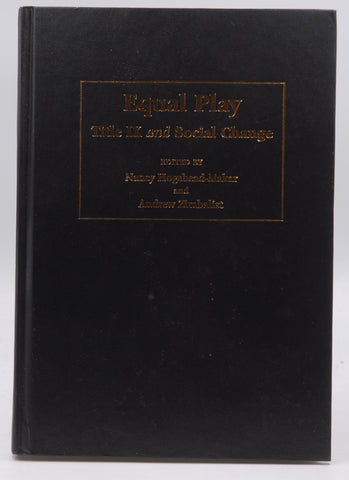 Equal Play
Title IX and Social Change
EDITED BY
Nancy Hogshead-Makar
and
Andrew Zimbalist